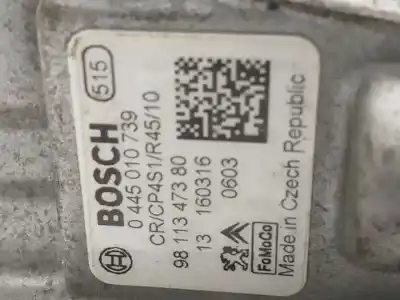 515
BOSCH
0 445 010 739
CR/CP4S1/R45/10
98 113 473 80
13 160316
0603
FoMoCo
Made in Czech Republic